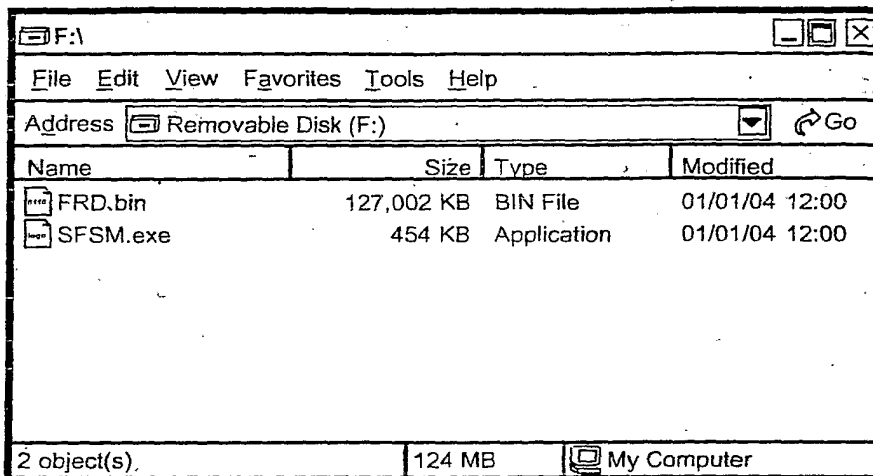 F:\
File Edit View Favorites Tools Help
Address Removable Disk (F:) Go
Name Size Type Modified
FRD.bin 127,002 KB BIN File 01/01/04 12:00
SFSM.exe 454 KB Application 01/01/04 12:00
2 object(s) 124 MB My Computer